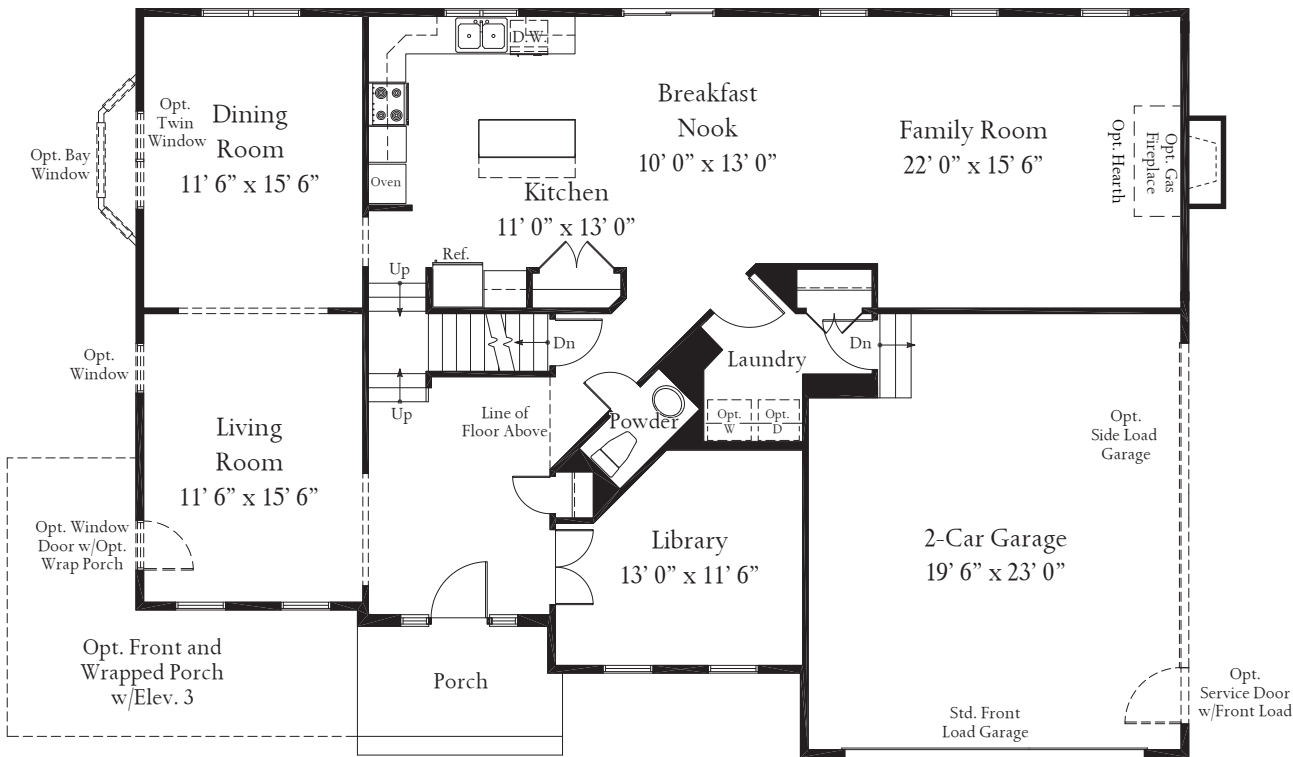 D.W.
Opt.
Twin
Window
Dining
Room
11' 6" x 15' 6"
Opt. Bay
Window
Oven
Breakfast
Nook
10' 0" x 13' 0"
Family Room
22' 0" x 15' 6"
Opt. Gas
Fireplace
Opt. Hearth
Kitchen
11' 0" x 13' 0"
Ref.
Up
Dn
Laundry
Dn
Opt.
Window
Up
Line of
Floor Above
Powder
Opt.
W
Opt.
D
Opt.
Side Load
Garage
Living
Room
11' 6" x 15' 6"
Opt. Window
Door w/Opt.
Wrap Porch
Library
13' 0" x 11' 6"
2-Car Garage
19' 6" x 23' 0"
Opt. Front and
Wrapped Porch
w/Elev. 3
Porch
Std. Front
Load Garage
Opt.
Service Door
w/Front Load